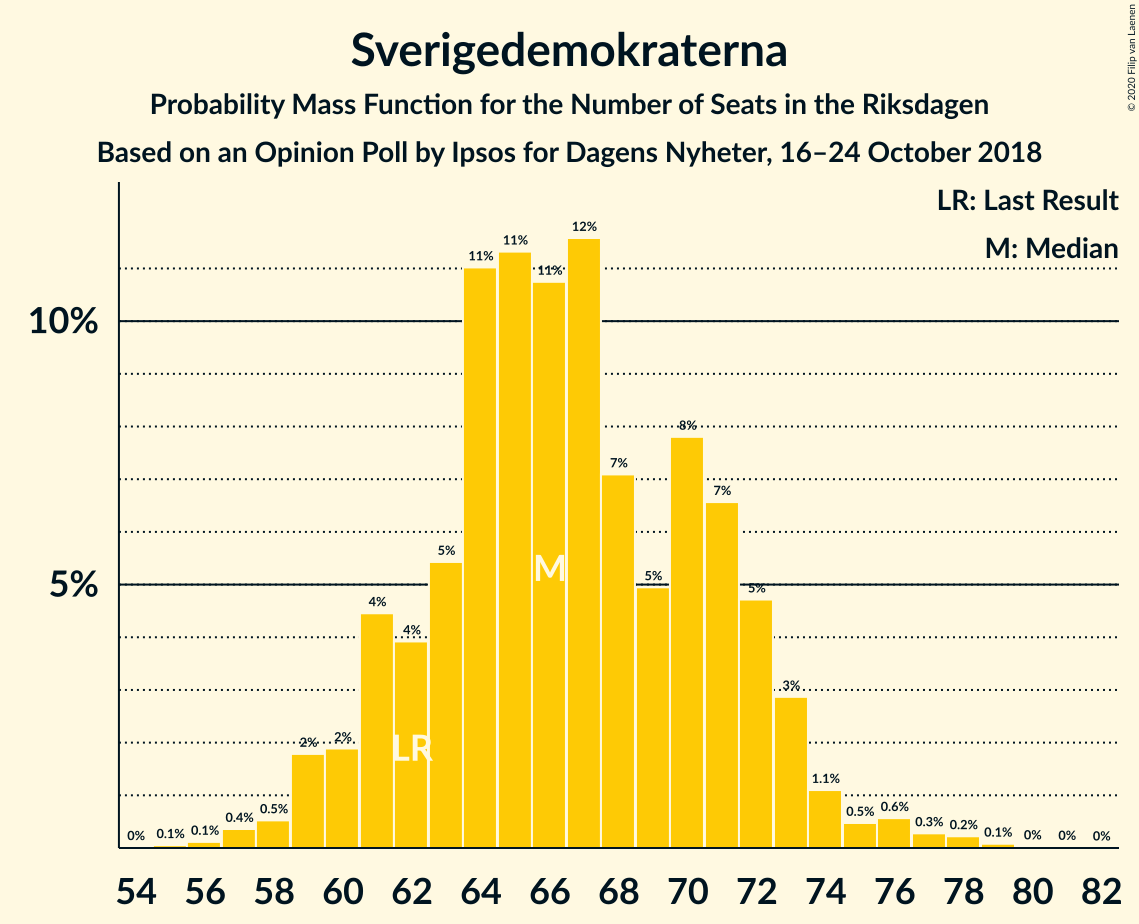 Sverigedemokraterna
Probability Mass Function for the Number of Seats in the Riksdagen
Based on an Opinion Poll by Ipsos for Dagens Nyheter, 16–24 October 2018
© 2020 Filip van Laenen
LR: Last Result
M: Median
10%
5%
0% 0.1% 0.1% 0.4% 0.5% 2% 2% 4% 4% 5% 11% 11% 11% 12% 7% 5% 8% 7% 5% 3% 1.1% 0.5% 0.6% 0.3% 0.2% 0.1% 0% 0% 0%
M
LR
54 56 58 60 62 64 66 68 70 72 74 76 78 80 82